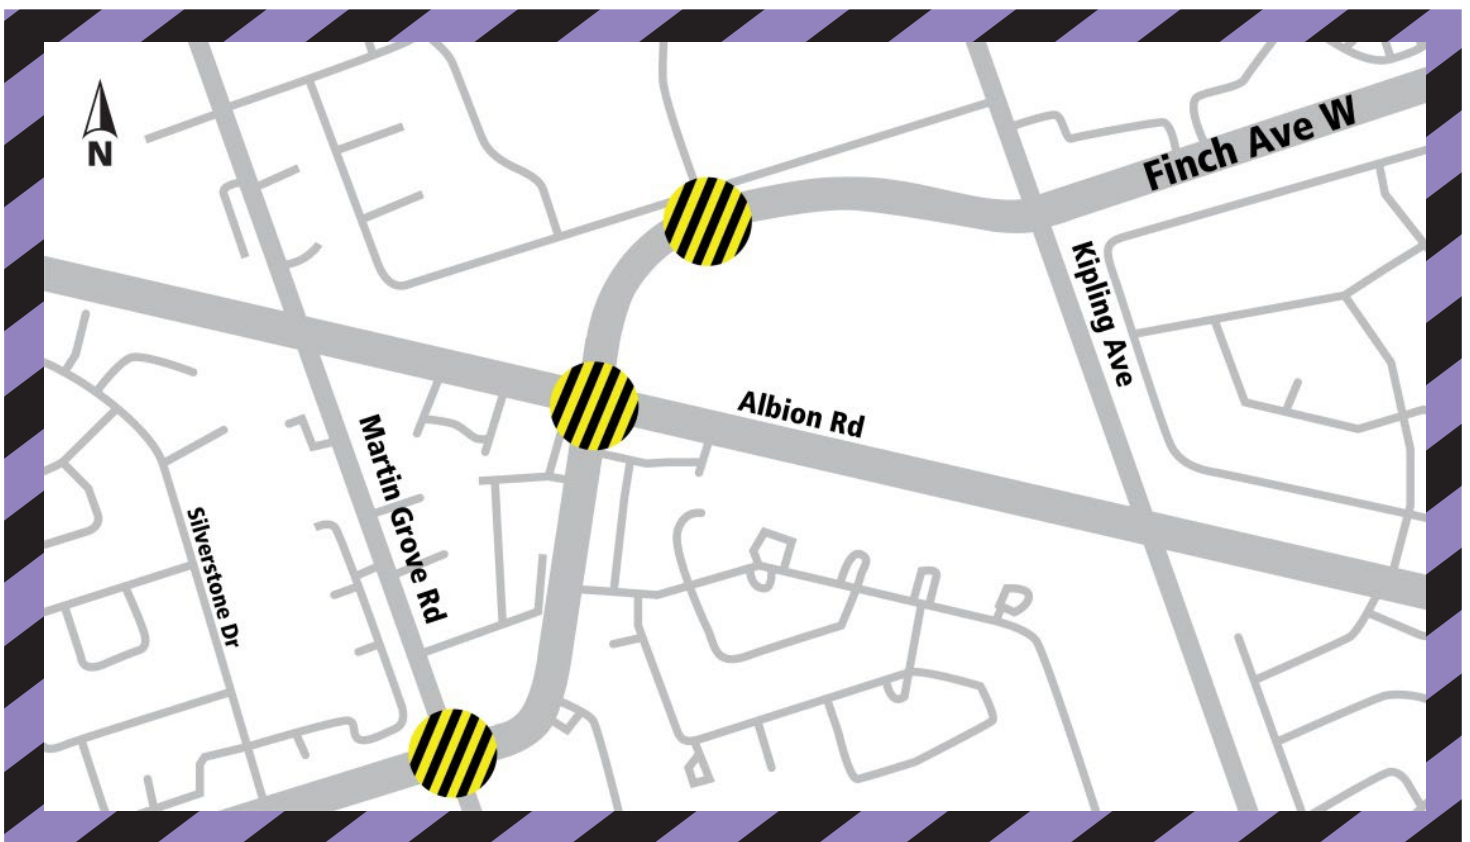 N
Finch Ave W
Kipling Ave
Albion Rd
Martin Grove Rd
Silverstone Dr